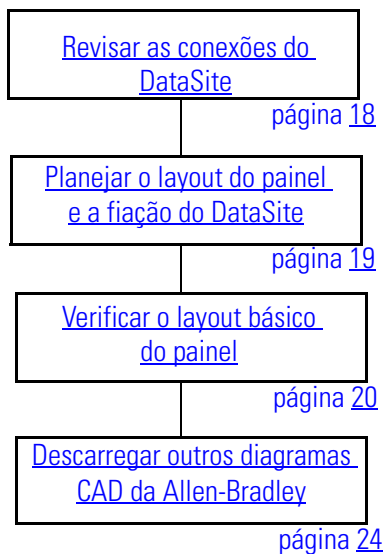 Revisar as conexões do
DataSite
página 18
Planejar o layout do painel
e a fiação do DataSite
página 19
Verificar o layout básico
do painel
página 20
Descarregar outros diagramas
CAD da Allen-Bradley
página 24